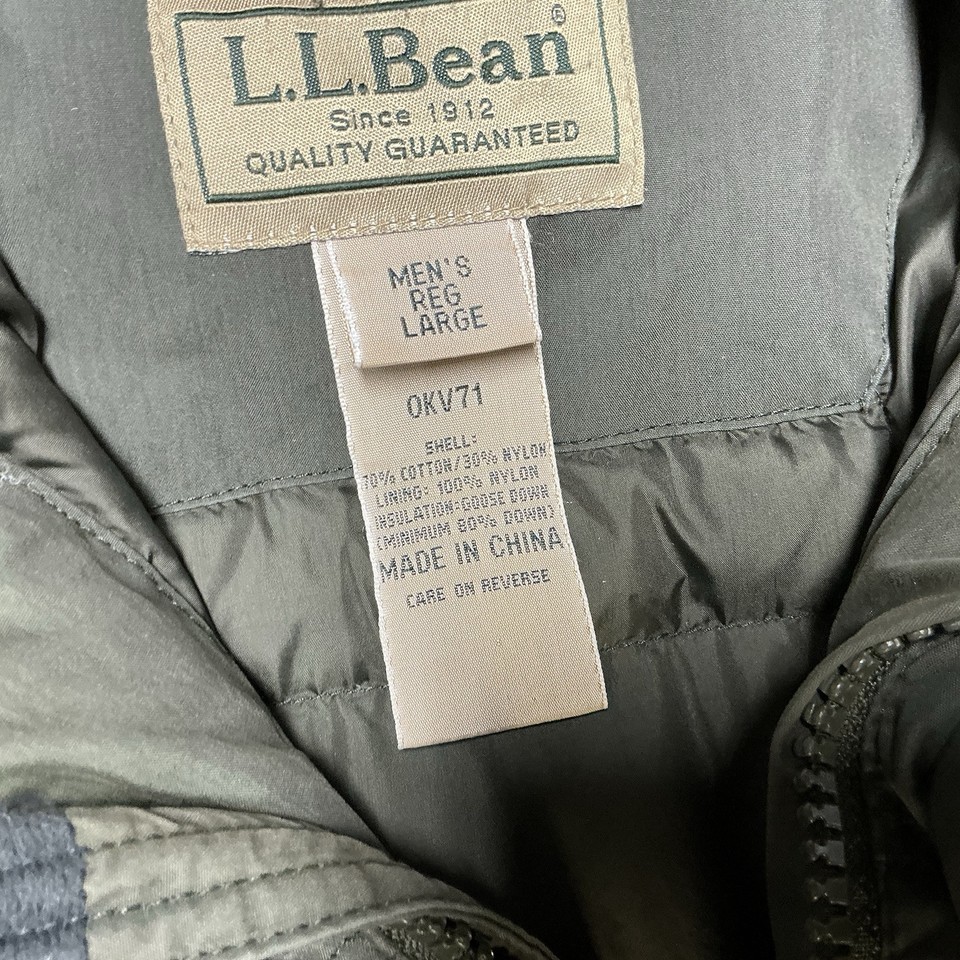 L.L.Bean®
Since 1912
QUALITY GUARANTEED
MEN'S
REG
LARGE
OKV71
SHELL:
70% COTTON/30% NYLON
LINING: 100% NYLON
INSULATION:GOOSE DOWN
(MINIMUM 80% DOWN)
MADE IN CHINA
CARE ON REVERSE